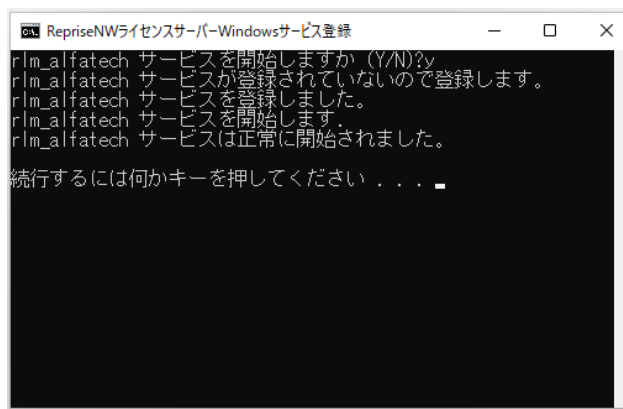 RepriseNWライセンスサーバーWindowsサービス登録
rlm_alfatech サービスを開始しますか (Y/N)?y
rlm_alfatech サービスが登録されていないので登録します。
rlm_alfatech サービスを登録しました。
rlm_alfatech サービスを開始します.
rlm_alfatech サービスは正常に開始されました。
続行するには何かキーを押してください . . .